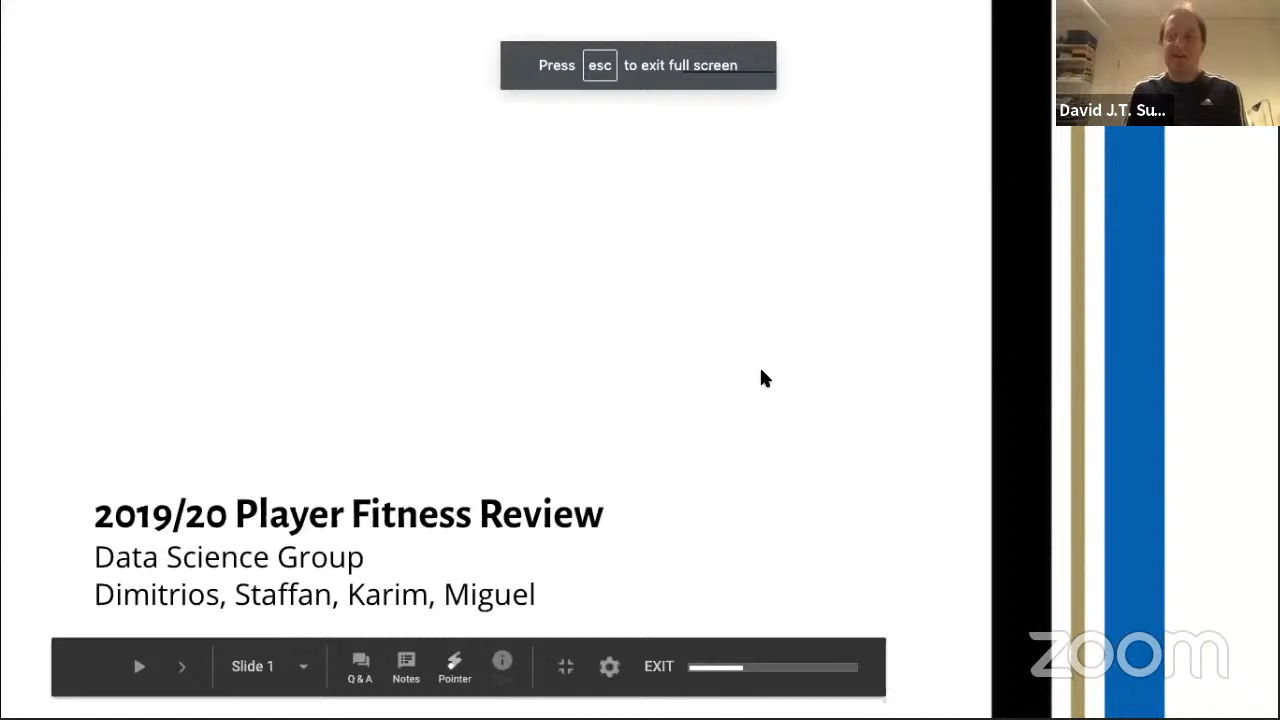 Press esc to exit full screen
David J.T. Su...
2019/20 Player Fitness Review
Data Science Group
Dimitrios, Staffan, Karim, Miguel
Slide 1
Q & A
Notes
Pointer
EXIT
zoom